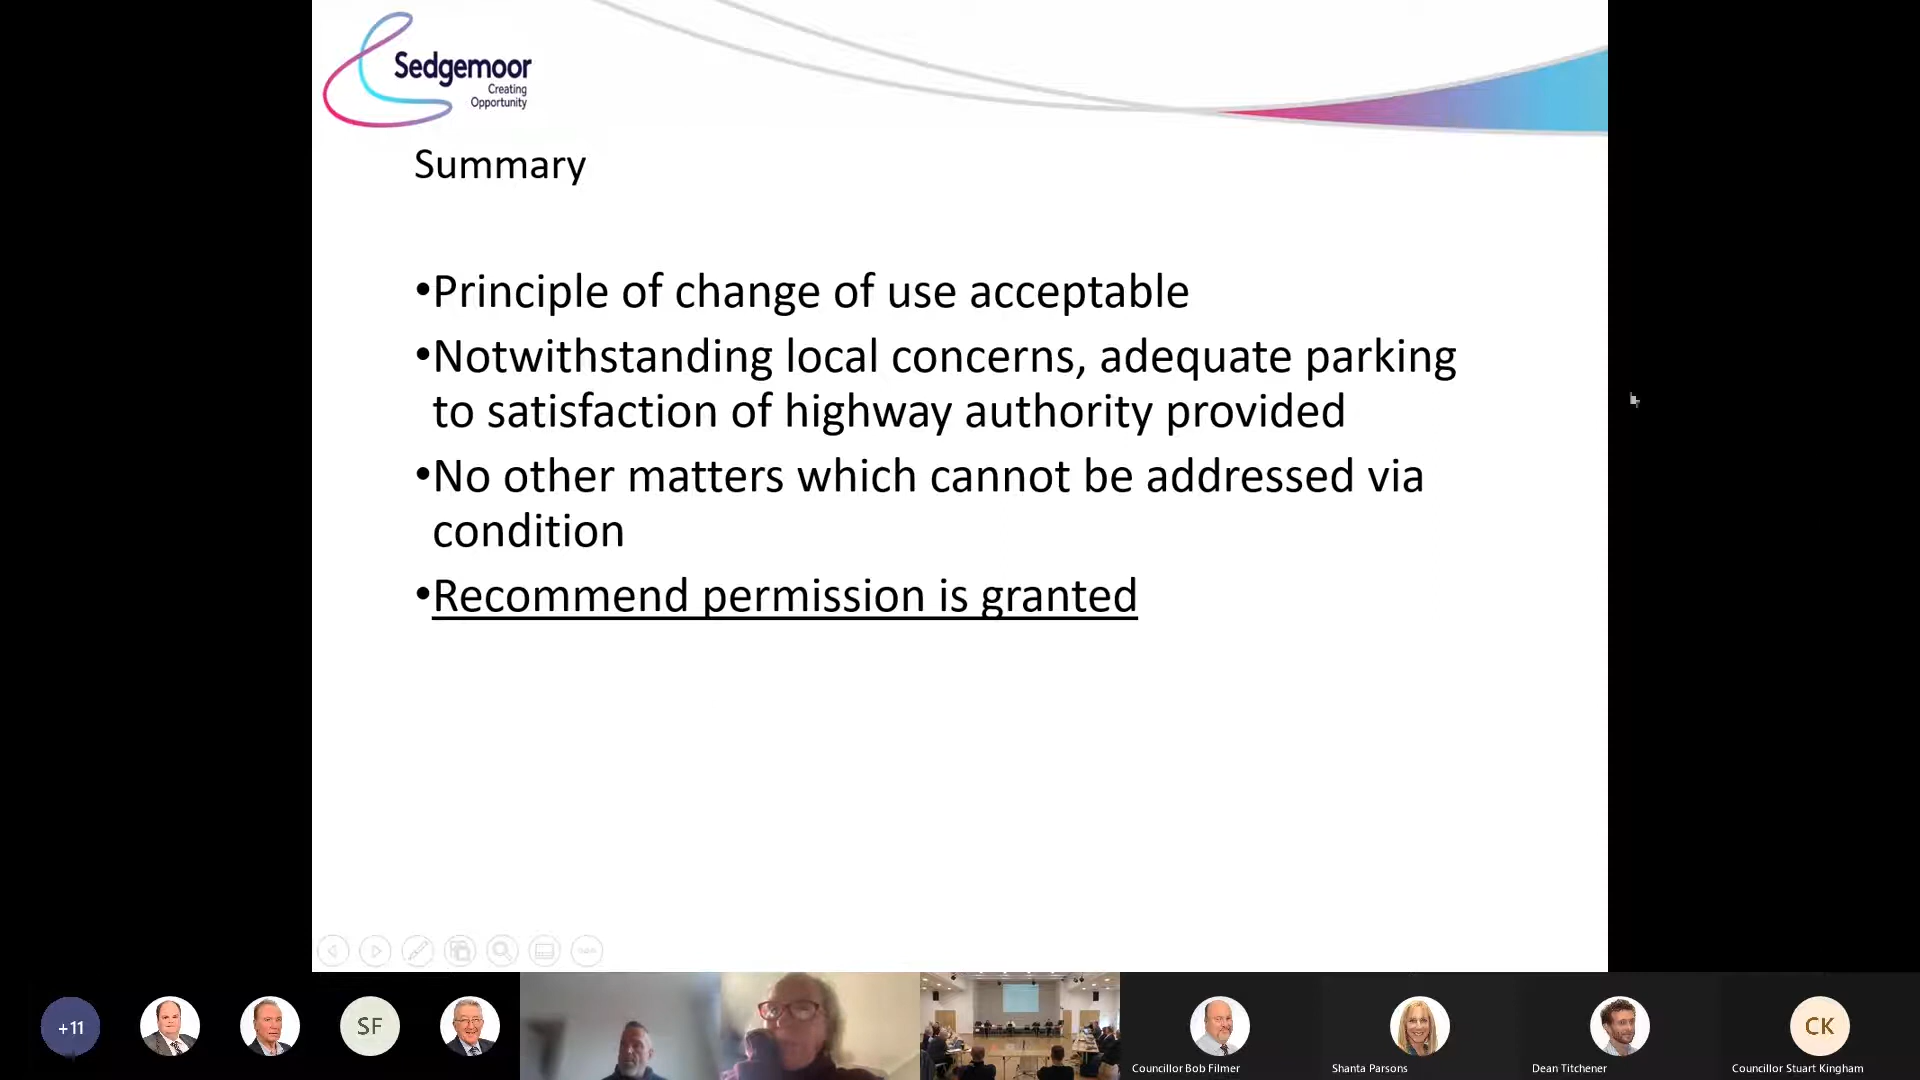 Sedgemoor
Creating
Opportunity
Summary
•Principle of change of use acceptable
•Notwithstanding local concerns, adequate parking
to satisfaction of highway authority provided
•No other matters which cannot be addressed via
condition
•Recommend permission is granted
+11
SF
CK
Councillor Bob Filmer
Shanta Parsons
Dean Titchener
Councillor Stuart Kingham